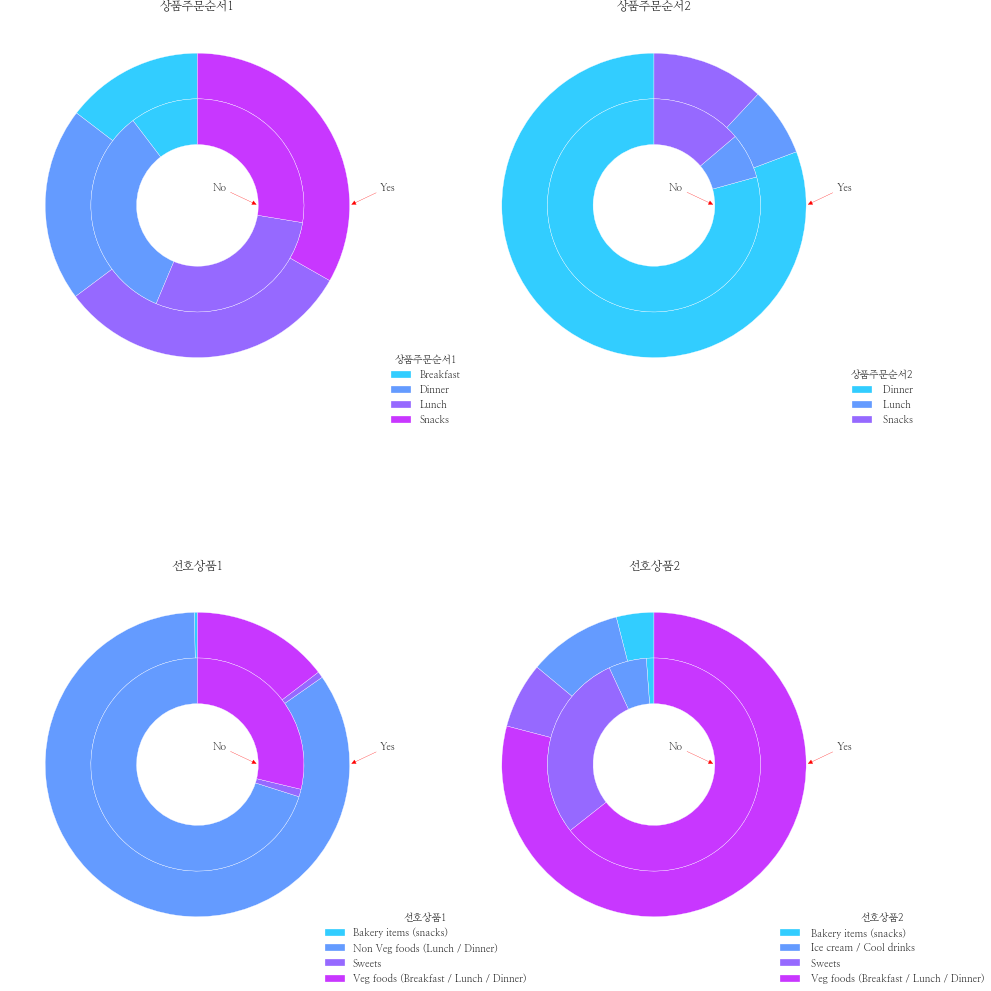 상품주문순서1
No
Yes
상품주문순서1
Breakfast
Dinner
Lunch
Snacks
상품주문순서2
No
Yes
상품주문순서2
Dinner
Lunch
Snacks
선호상품1
No
Yes
선호상품1
Bakery items (snacks)
Non Veg foods (Lunch / Dinner)
Sweets
Veg foods (Breakfast / Lunch / Dinner)
선호상품2
No
Yes
선호상품2
Bakery items (snacks)
Ice cream / Cool drinks
Sweets
Veg foods (Breakfast / Lunch / Dinner)